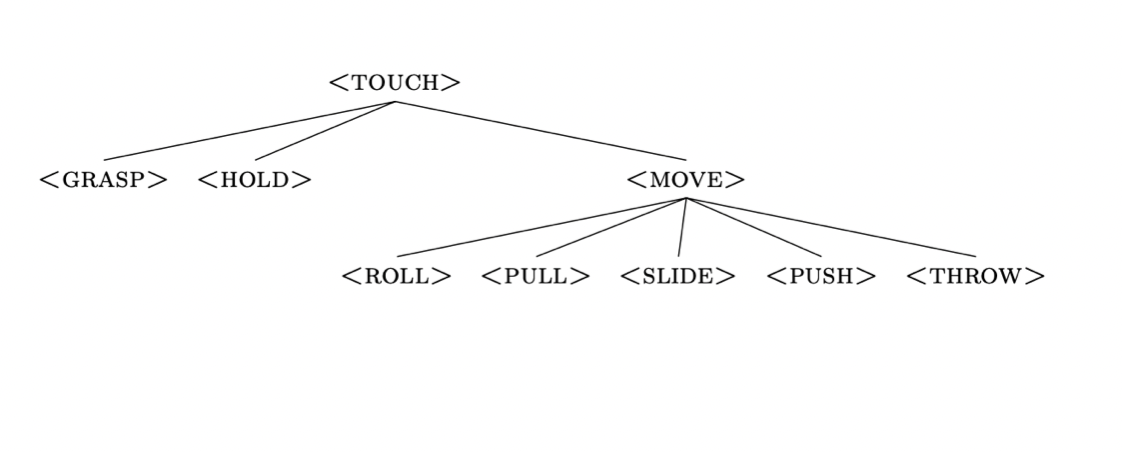 <TOUCH>
<GRASP> <HOLD> <MOVE>
<ROLL> <PULL> <SLIDE> <PUSH> <THROW>